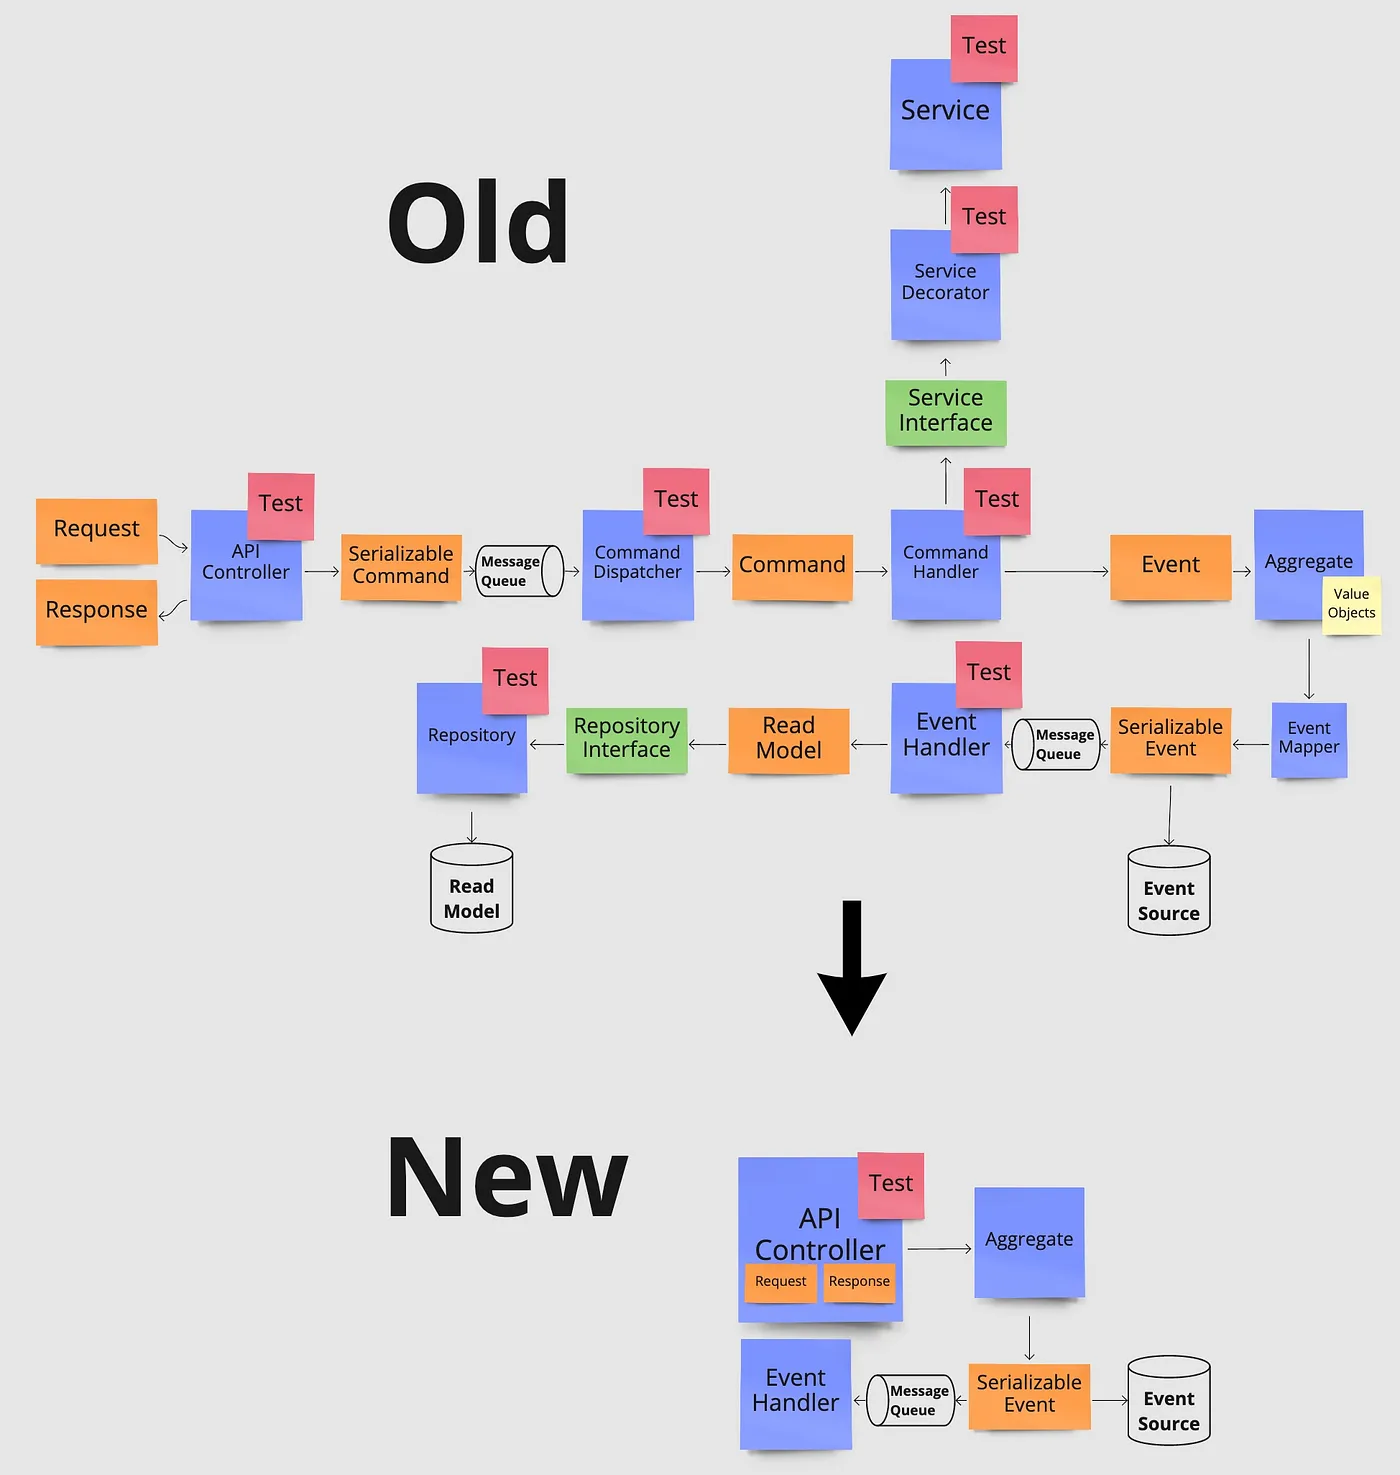 Test
Service
Old
Test
Service
Decorator
Service
Interface
Request
Response
Test
API
Controller
Serializable
Command
Message
Queue
Test
Command
Dispatcher
Command
Test
Command
Handler
Event
Aggregate
Value
Objects
Test
Repository
Repository
Interface
Read
Model
Test
Event
Handler
Message
Queue
Serializable
Event
Event
Mapper
Read
Model
Event
Source
New
Test
API
Controller
Request
Response
Aggregate
Event
Handler
Message
Queue
Serializable
Event
Event
Source